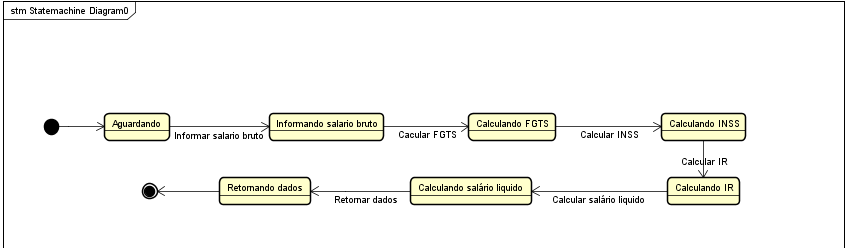 stm Statemachine Diagram0
Aguardando
Informar salario bruto
Informando salario bruto
Cacular FGTS
Calculando FGTS
Calcular INSS
Calculando INSS
Calcular IR
Calculando IR
Calcular salário liquido
Calculando salário liquido
Retornar dados
Retornando dados